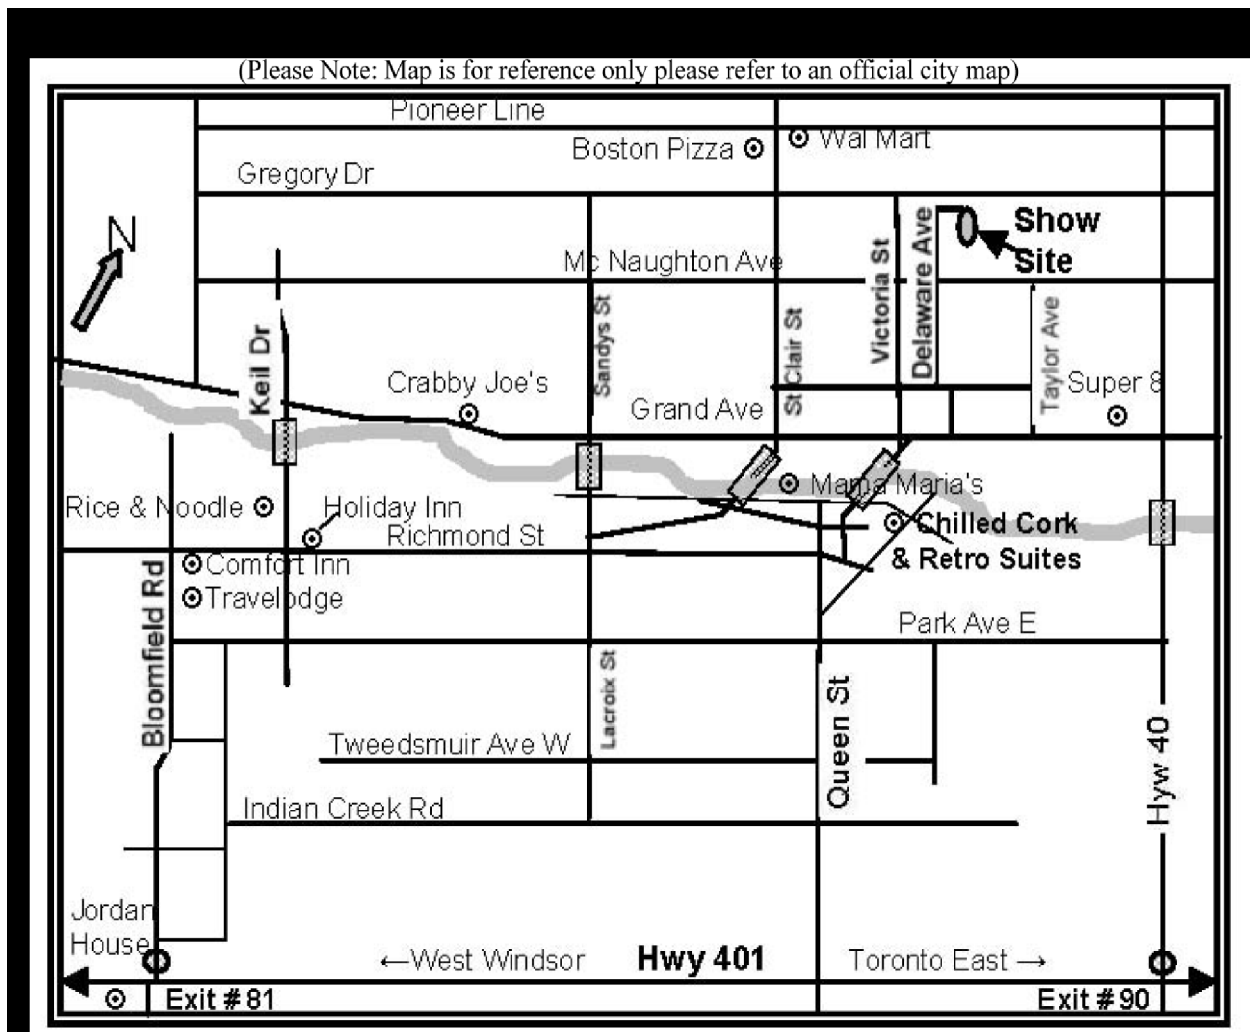 (Please Note: Map is for reference only please refer to an official city map)
Pioneer Line
Boston Pizza
Wal Mart
Gregory Dr
N
Show
Site
Mc Naughton Ave
Victoria St
Delaware Ave
Keil Dr
Sandys St
St Clair St
Taylor Ave
Crabby Joe's
Super 8
Grand Ave
Rice & Noodle
Holiday Inn
Mama Maria's
Richmond St
Chilled Cork
& Retro Suites
Comfort Inn
Travelodge
Bloomfield Rd
Park Ave E
Lacroix St
Queen St
Hyw 40
Tweedsmuir Ave W
Indian Creek Rd
Jordan
House
←West Windsor
Hwy 401
Toronto East →
Exit #81
Exit #90